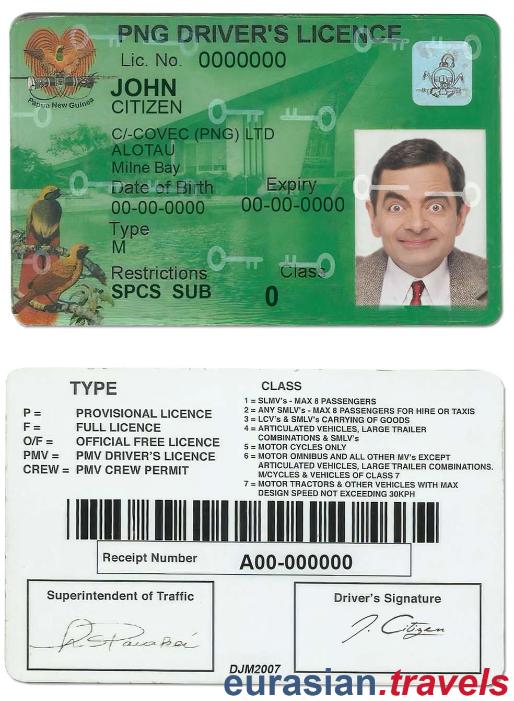 PNG DRIVER'S LICENCE
Lic. No. 0000000
Papua New Guinea
JOHN
CITIZEN
C/-COVEC (PNG) LTD
ALOTAU
Milne Bay
Date of Birth Expiry
00-00-0000 00-00-0000
Type
M
Restrictions Class
SPCS SUB 0
TYPE
P = PROVISIONAL LICENCE
F = FULL LICENCE
O/F = OFFICIAL FREE LICENCE
PMV = PMV DRIVER'S LICENCE
CREW = PMV CREW PERMIT
CLASS
1 = SLMV's - MAX 8 PASSENGERS
2 = ANY SMLV's - MAX 8 PASSENGERS FOR HIRE OR TAXIS
3 = LCV's & SMLV's CARRYING OF GOODS
4 = ARTICULATED VEHICLES, LARGE TRAILER
COMBINATIONS & SMLV's
5 = MOTOR CYCLES ONLY
6 = MOTOR OMNIBUS AND ALL OTHER MV's EXCEPT
ARTICULATED VEHICLES, LARGE TRAILER COMBINATIONS.
M/CYCLES & VEHICLES OF CLASS 7
7 = MOTOR TRACTORS & OTHER VEHICLES WITH MAX
DESIGN SPEED NOT EXCEEDING 30KPH
Receipt Number A00-000000
Superintendent of Traffic
Driver's Signature
J. Citizen
DJM2007
eurasian.travels